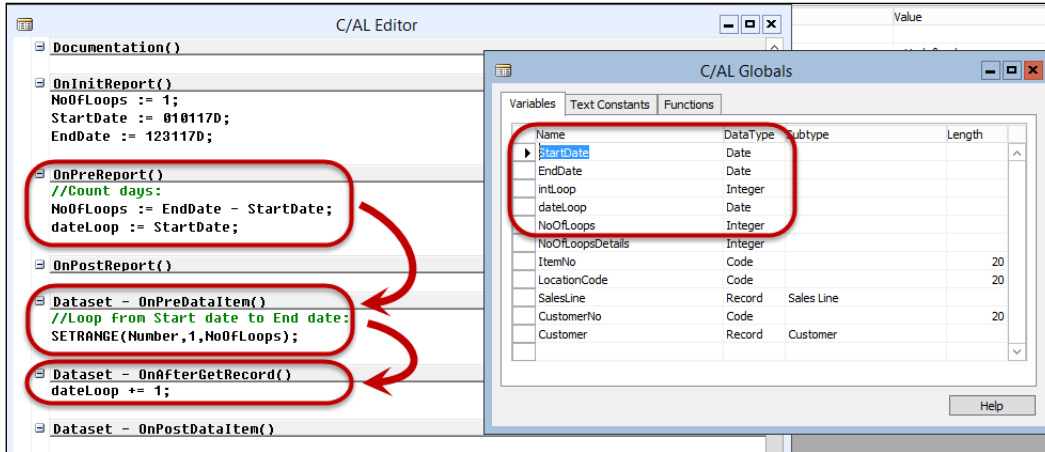 C/AL Editor
Documentation()
OnInitReport()
NoOfLoops := 1;
StartDate := 010117D;
EndDate := 123117D;
OnPreReport()
//Count days:
NoOfLoops := EndDate - StartDate;
dateLoop := StartDate;
OnPostReport()
Dataset - OnPreDataItem()
//Loop from Start date to End date:
SETRANGE(Number,1,NoOfLoops);
Dataset - OnAfterGetRecord()
dateLoop += 1;
Dataset - OnPostDataItem()
Value
C/AL Globals
Variables Text Constants Functions
Name DataType Subtype Length
StartDate Date
EndDate Date
intLoop Integer
dateLoop Date
NoOfLoops Integer
NoOfLoopsDetails Integer
ItemNo Code 20
LocationCode Code 20
SalesLine Record Sales Line
CustomerNo Code 20
Customer Record Customer
Help